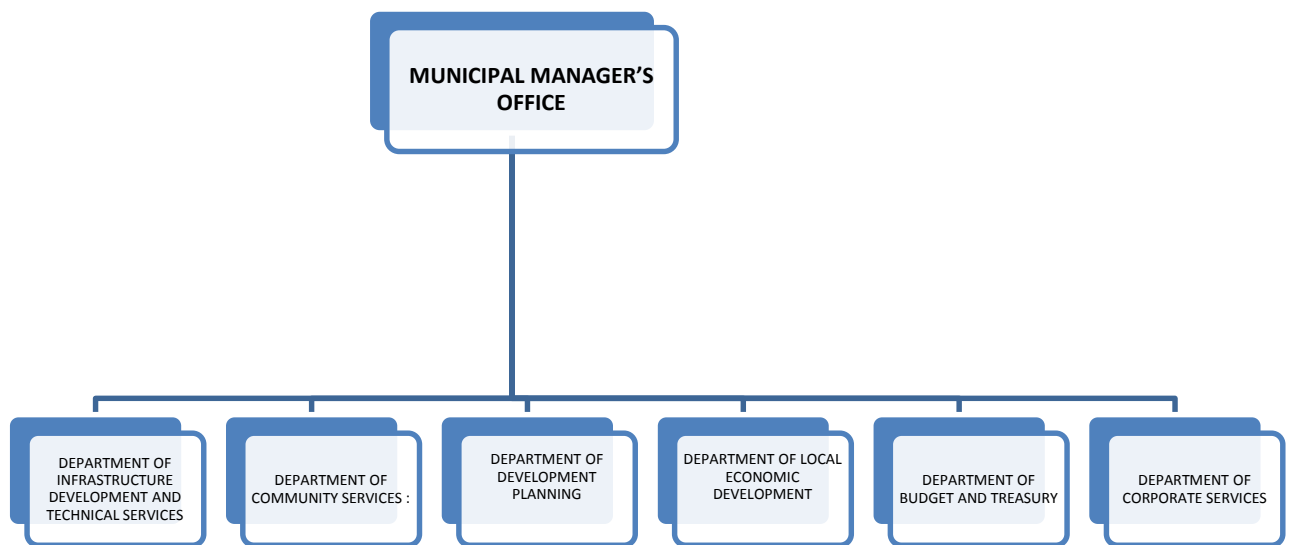 MUNICIPAL MANAGER’S
OFFICE
DEPARTMENT OF
INFRASTRUCTURE
DEVELOPMENT AND
TECHNICAL SERVICES
DEPARTMENT OF
COMMUNITY SERVICES :
DEPARTMENT OF
DEVELOPMENT
PLANNING
DEPARTMENT OF LOCAL
ECONOMIC
DEVELOPMENT
DEPARTMENT OF
BUDGET AND TREASURY
DEPARTMENT OF
CORPORATE SERVICES